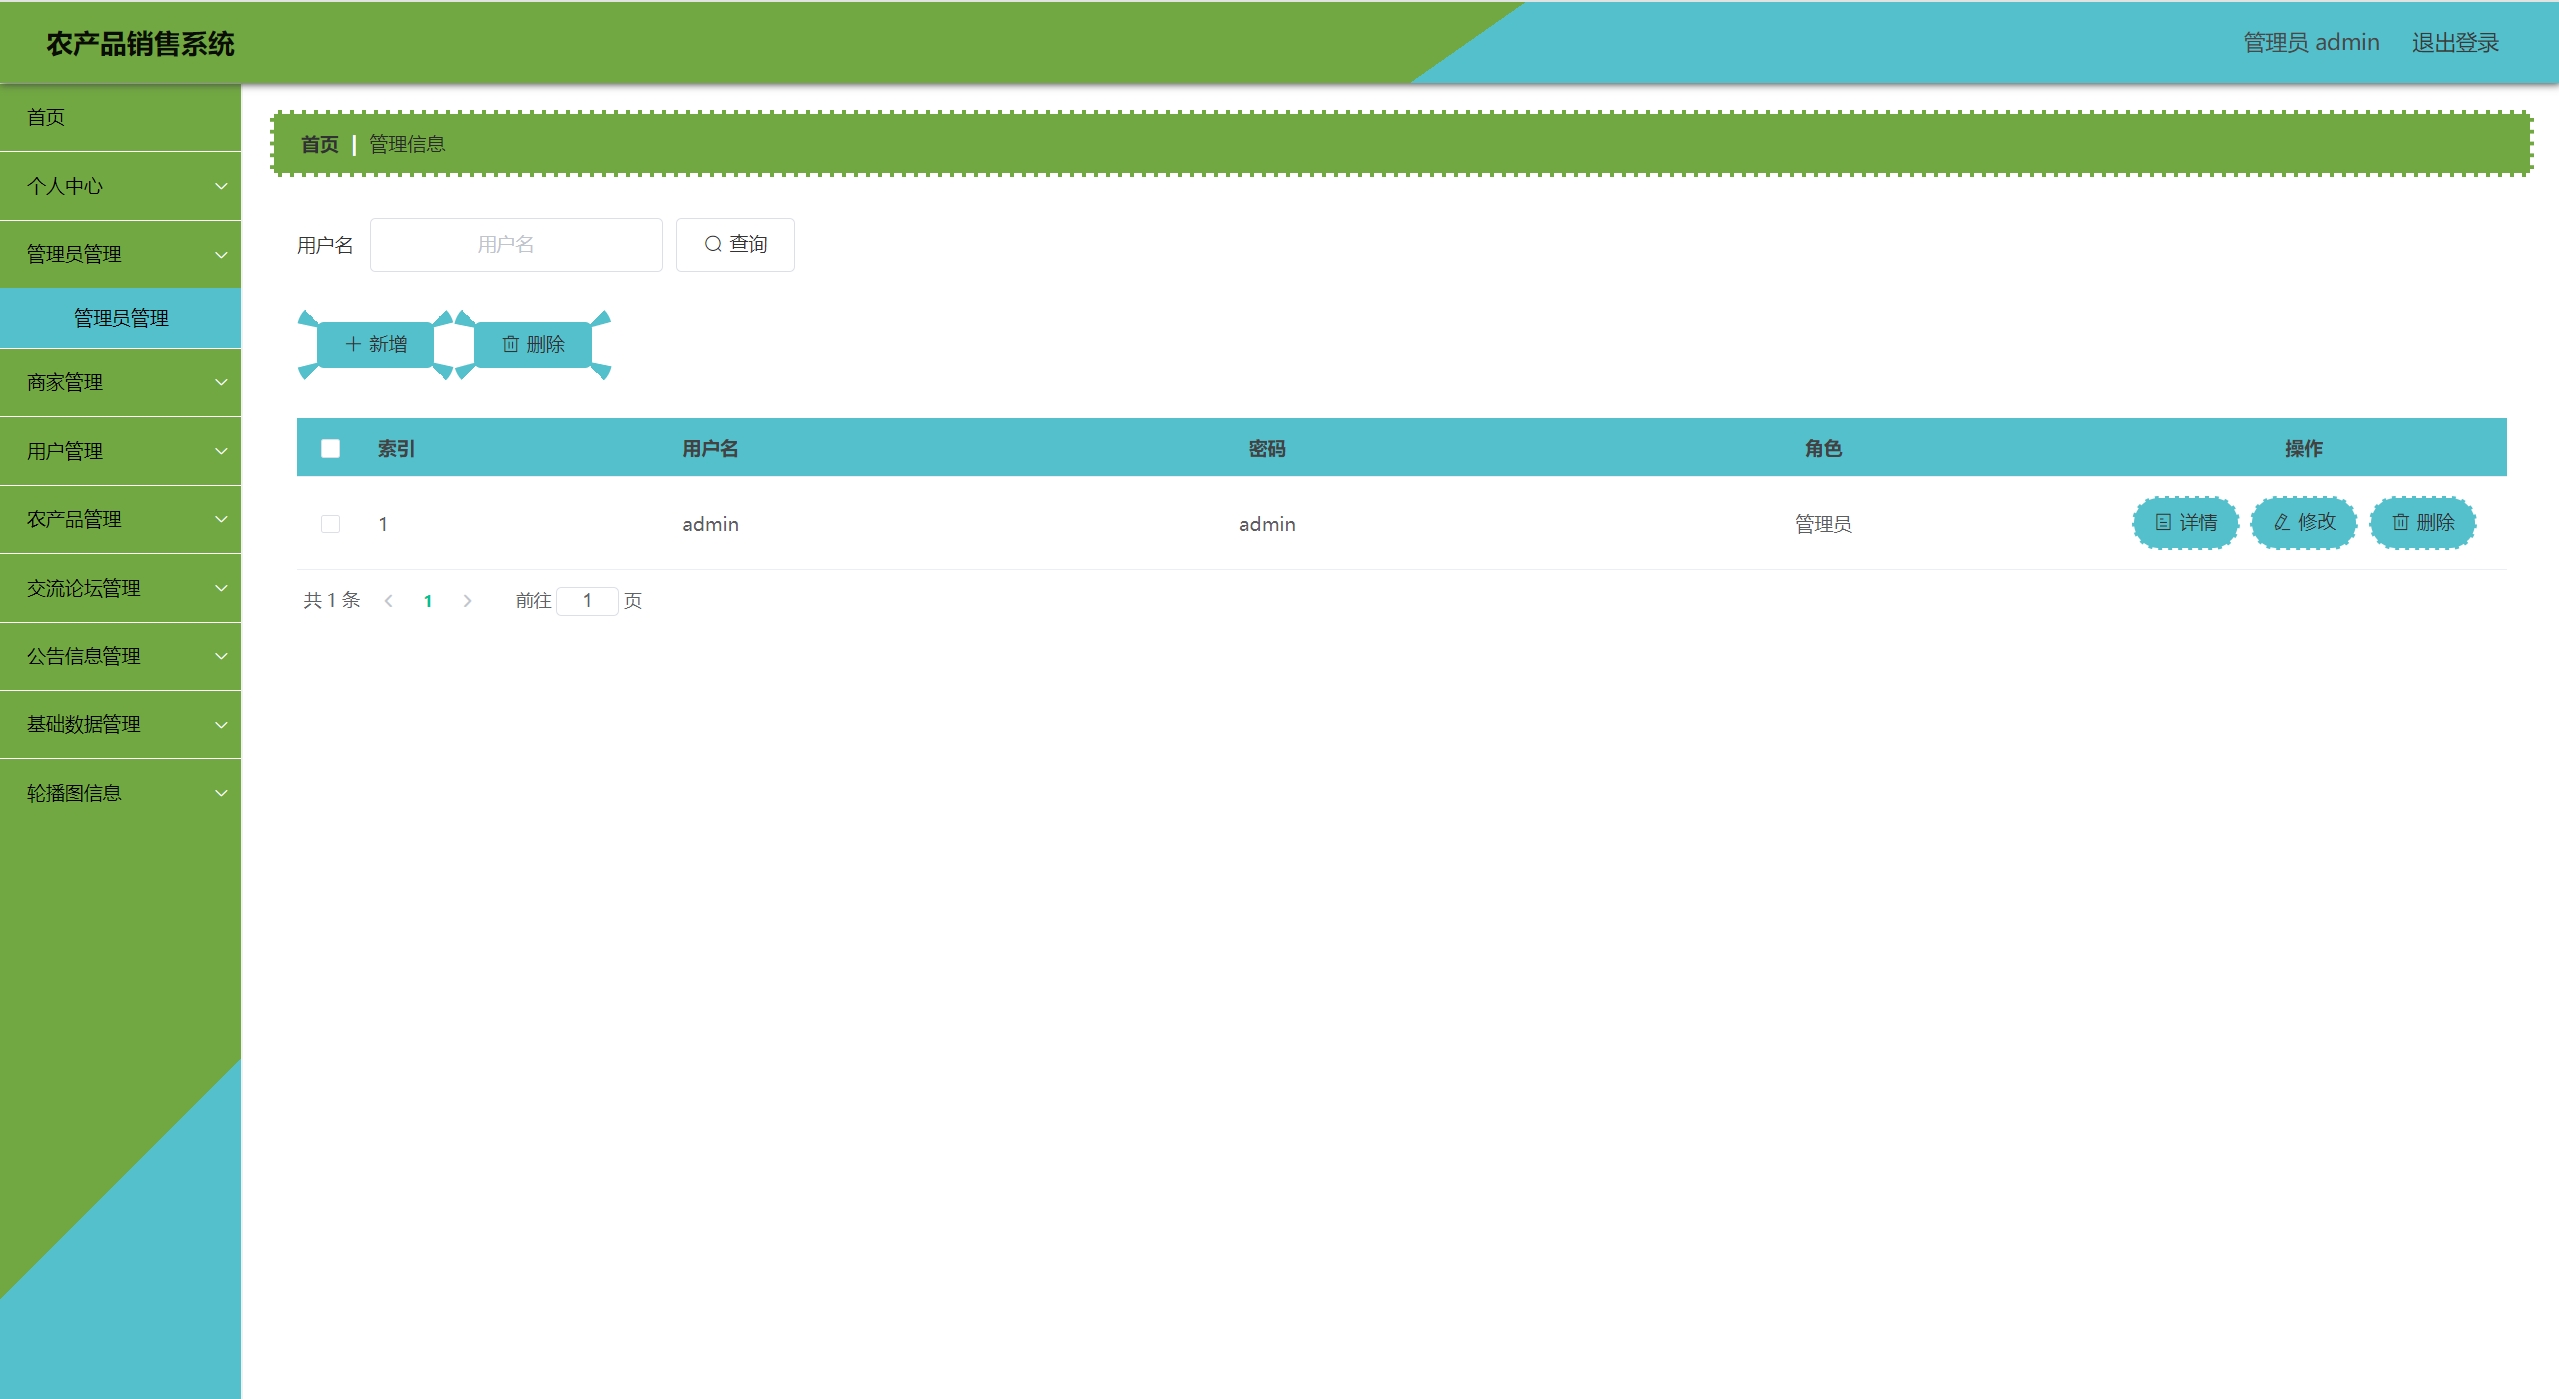 农产品销售系统
管理员 admin 退出登录
首页
个人中心
管理员管理
管理员管理
商家管理
用户管理
农产品管理
交流论坛管理
公告信息管理
基础数据管理
轮播图信息
首页 | 管理信息
用户名 用户名 查询
新增 删除
索引 用户名 密码 角色 操作
1 admin admin 管理员 详情 修改 删除
共 1 条 1 前往 1 页